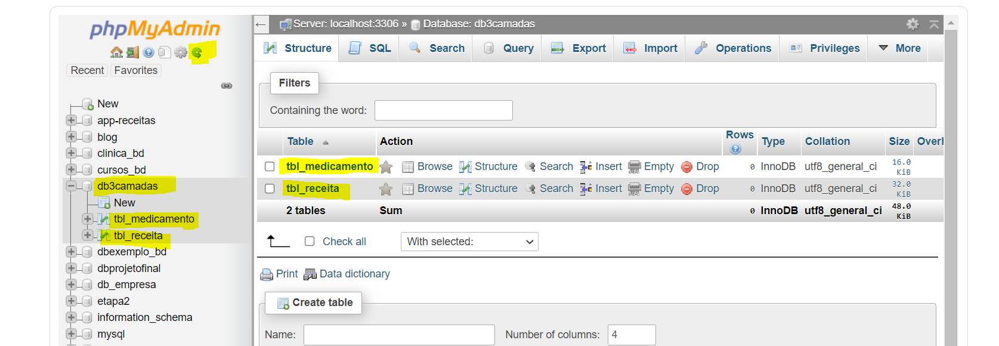 phpMyAdmin
Recent Favorites
New
app-receitas
blog
clinica_bd
cursos_bd
db3camadas
New
tbl_medicamento
tbl_receita
dbexemplo_bd
dbprojetofinal
db_empresa
etapa2
information_schema
mysql
Server: localhost:3306 » Database: db3camadas
Structure SQL Search Query Export Import Operations Privileges More
Filters
Containing the word:
Table Action Rows Type Collation Size Overh
tbl_medicamento Browse Structure Search Insert Empty Drop 0 InnoDB utf8_general_ci 16.0 KiB
tbl_receita Browse Structure Search Insert Empty Drop 0 InnoDB utf8_general_ci 32.0 KiB
2 tables Sum 0 InnoDB utf8_general_ci 48.0 KiB
Check all With selected:
Print Data dictionary
Create table
Name: Number of columns: 4